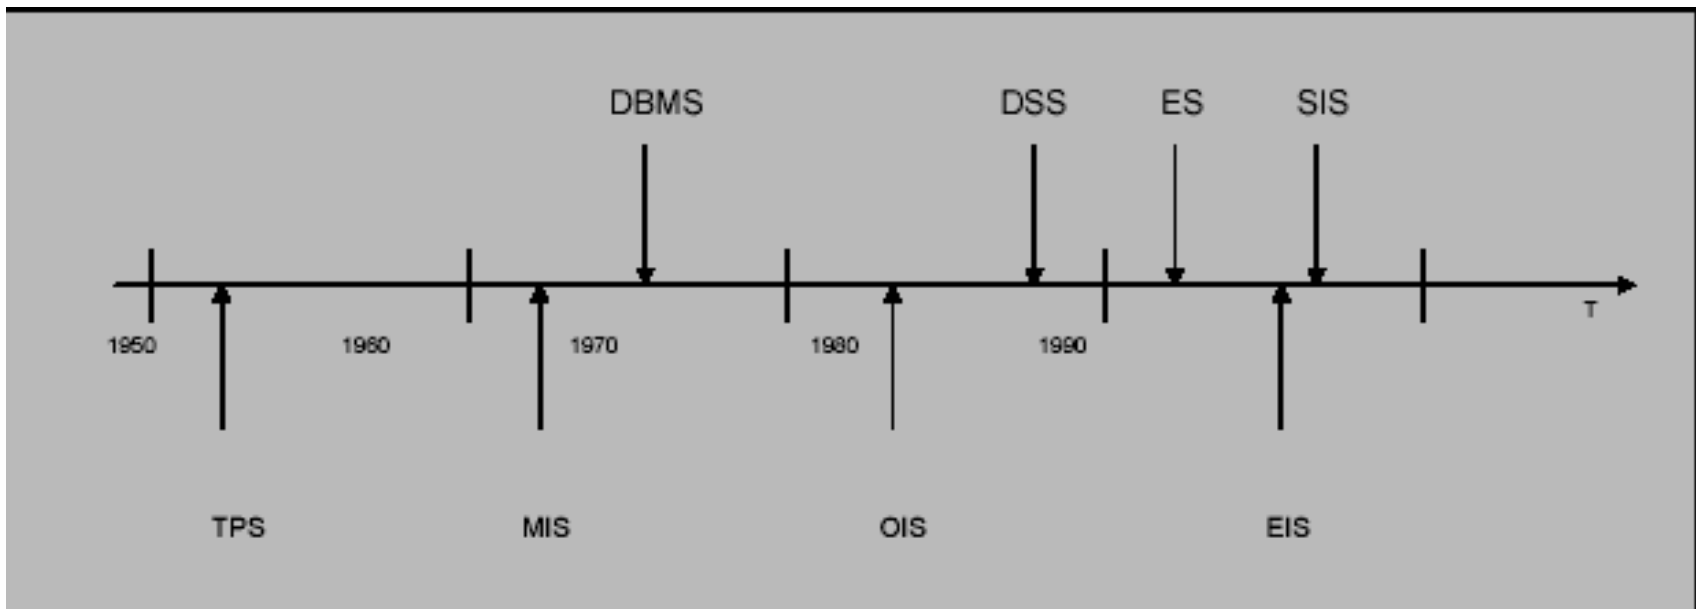 DBMS DSS ES SIS
T
1950 1960 1970 1980 1990
TPS MIS OIS EIS